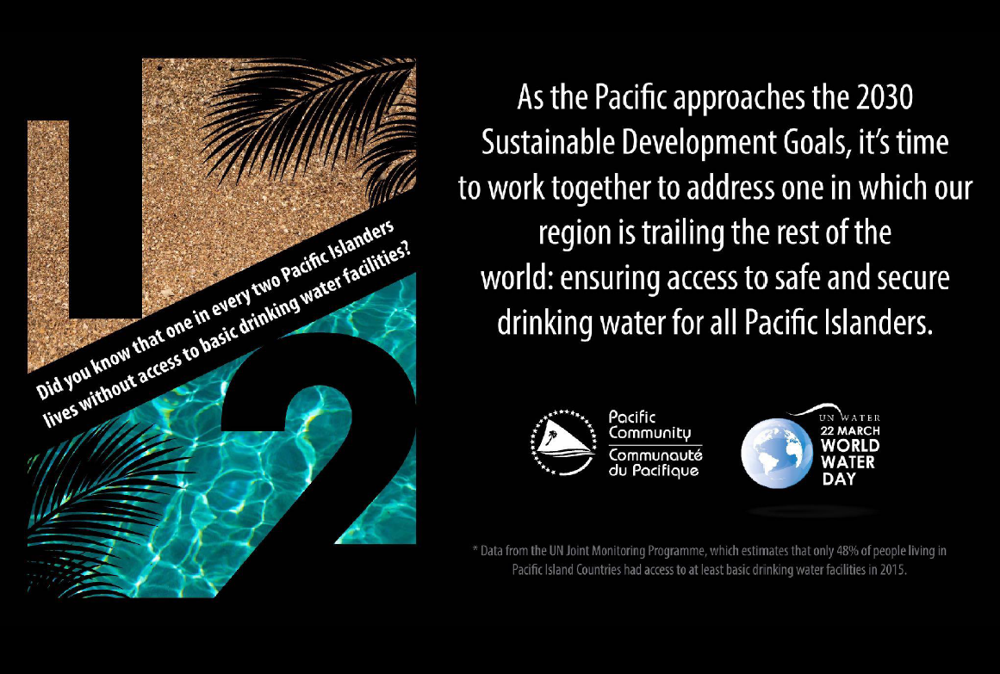 1
Did you know that one in every two Pacific Islanders
lives without access to basic drinking water facilities?
2
As the Pacific approaches the 2030
Sustainable Development Goals, it’s time
to work together to address one in which our
region is trailing the rest of the
world: ensuring access to safe and secure
drinking water for all Pacific Islanders.
Pacific
Community
Communauté
du Pacifique
UN WATER
22 MARCH
WORLD
WATER
DAY
* Data from the UN Joint Monitoring Programme, which estimates that only 48% of people living in
Pacific Island Countries had access to at least basic drinking water facilities in 2015.